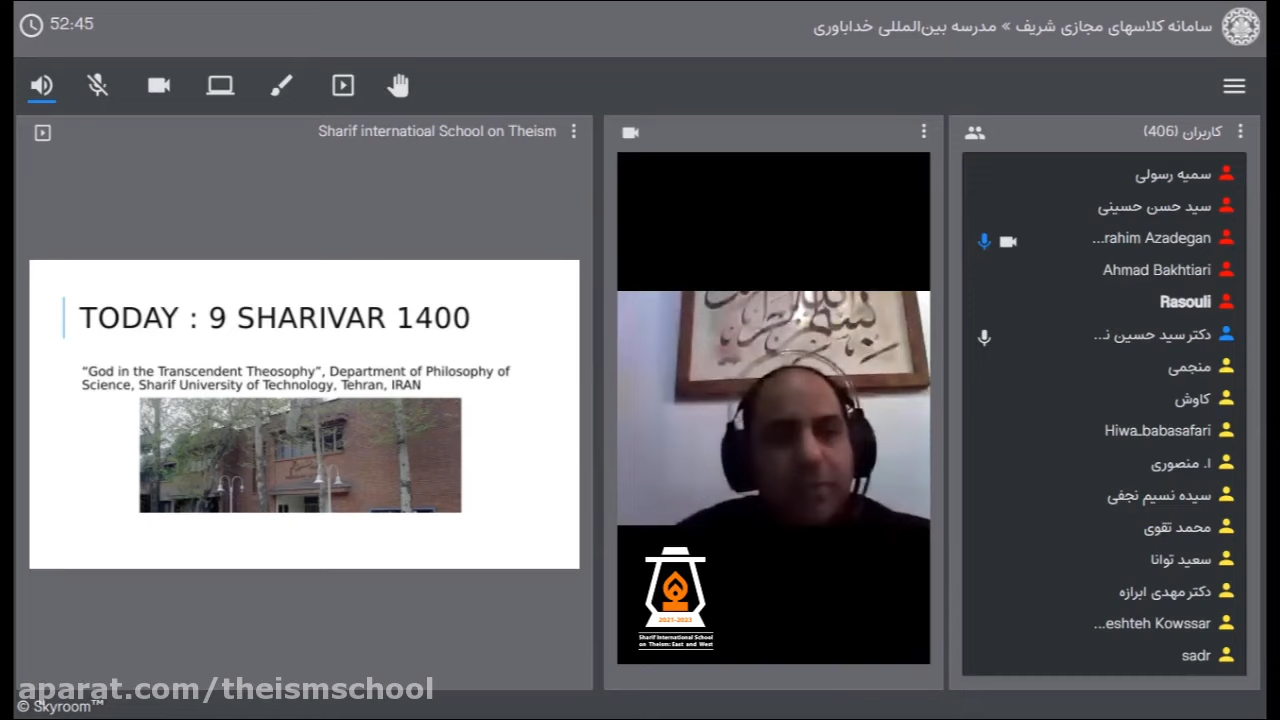 52:45
سامانه کلاسهای مجازی شریف » مدرسه بین‌المللی خداباوری
Sharif internatioal School on Theism
TODAY : 9 SHARIVAR 1400
“God in the Transcendent Theosophy”, Department of Philosophy of
Science, Sharif University of Technology, Tehran, IRAN
2021-2023
Sharif International School
on Theism: East and West
کاربران (406)
سمیه رسولی
سید حسن حسینی
...rahim Azadegan
Ahmad Bakhtiari
Rasouli
دکتر سید حسین نـ...
منجمی
کاوش
Hiwa_babasafari
ا. منصوری
سیده نسیم نجفی
محمد تقوی
سعید توانا
دکتر مهدی ابرازه
...eshteh Kowssar
sadr
aparat.com/theismschool
© Skyroom™